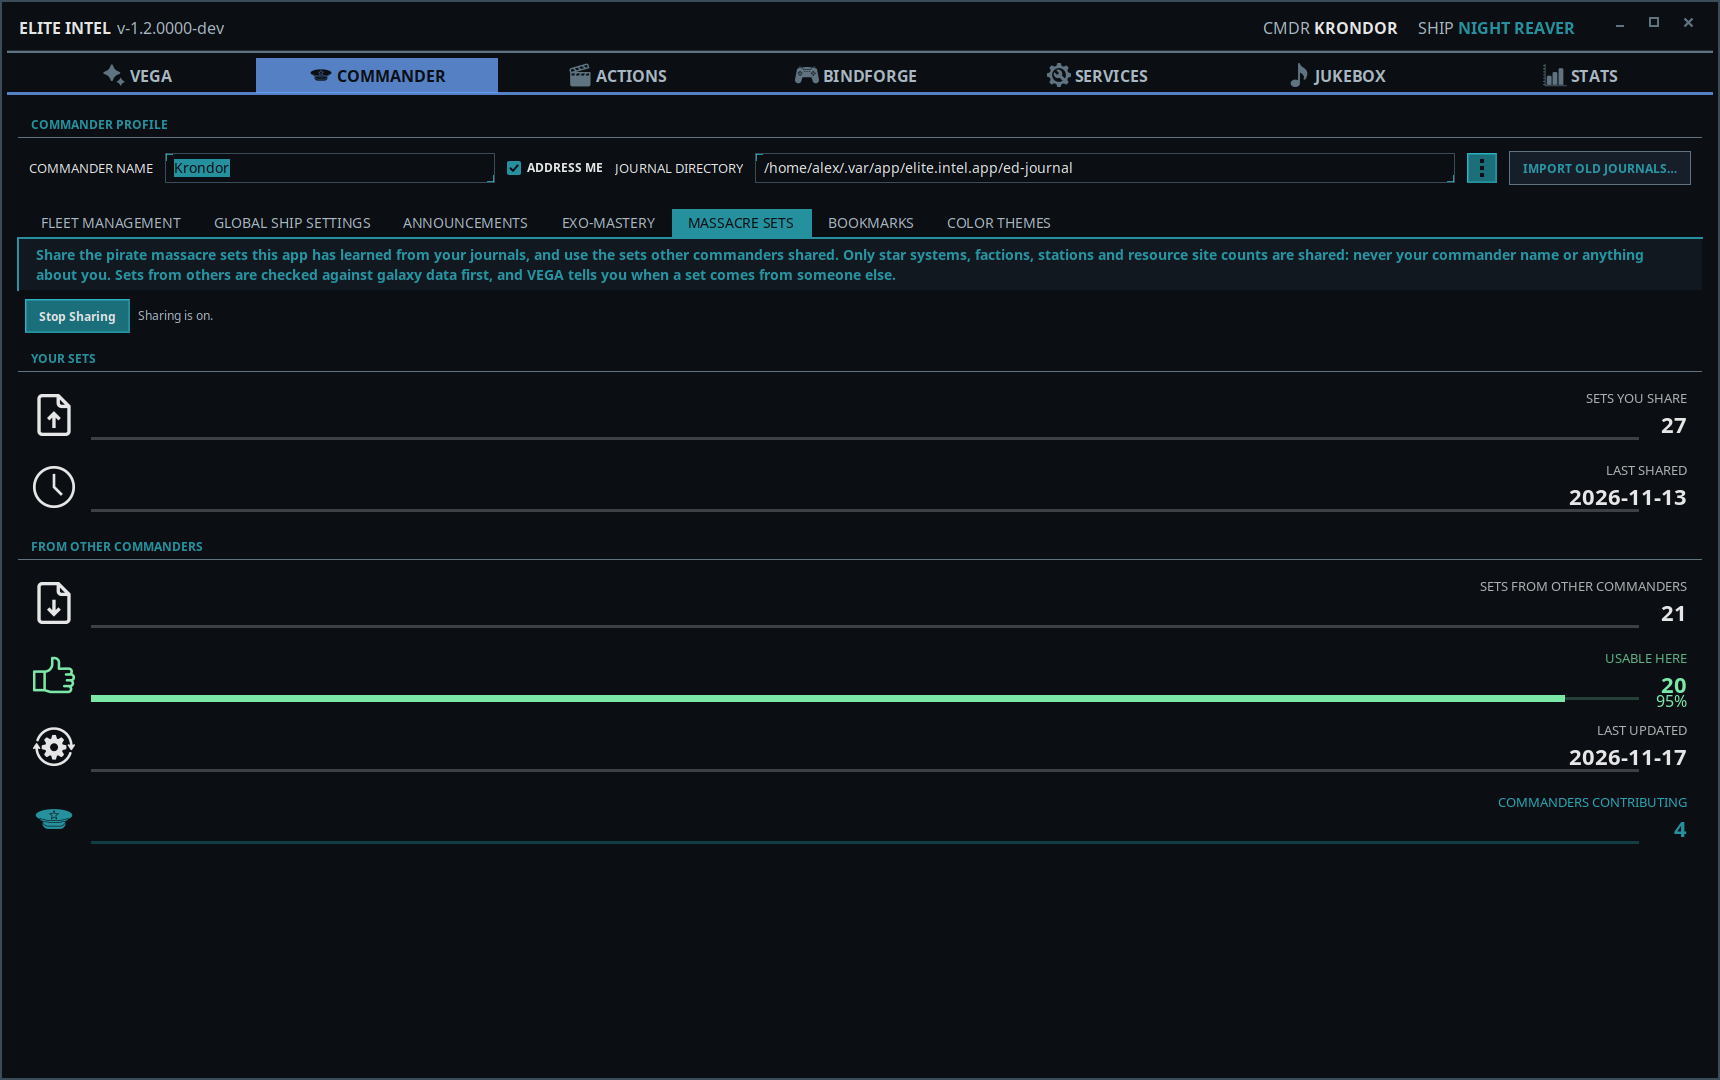 ELITE INTEL v-1.2.0000-dev
CMDR KRONDOR SHIP NIGHT REAVER
VEGA
COMMANDER
ACTIONS
BINDFORGE
SERVICES
JUKEBOX
STATS
COMMANDER PROFILE
COMMANDER NAME Krondor ADDRESS ME JOURNAL DIRECTORY /home/alex/.var/app/elite.intel.app/ed-journal IMPORT OLD JOURNALS...
FLEET MANAGEMENT GLOBAL SHIP SETTINGS ANNOUNCEMENTS EXO-MASTERY MASSACRE SETS BOOKMARKS COLOR THEMES
Share the pirate massacre sets this app has learned from your journals, and use the sets other commanders shared. Only star systems, factions, stations and resource site counts are shared: never your commander name or anything
about you. Sets from others are checked against galaxy data first, and VEGA tells you when a set comes from someone else.
Stop Sharing Sharing is on.
YOUR SETS
SETS YOU SHARE
27
LAST SHARED
2026-11-13
FROM OTHER COMMANDERS
SETS FROM OTHER COMMANDERS
21
USABLE HERE
20
95%
LAST UPDATED
2026-11-17
COMMANDERS CONTRIBUTING
4